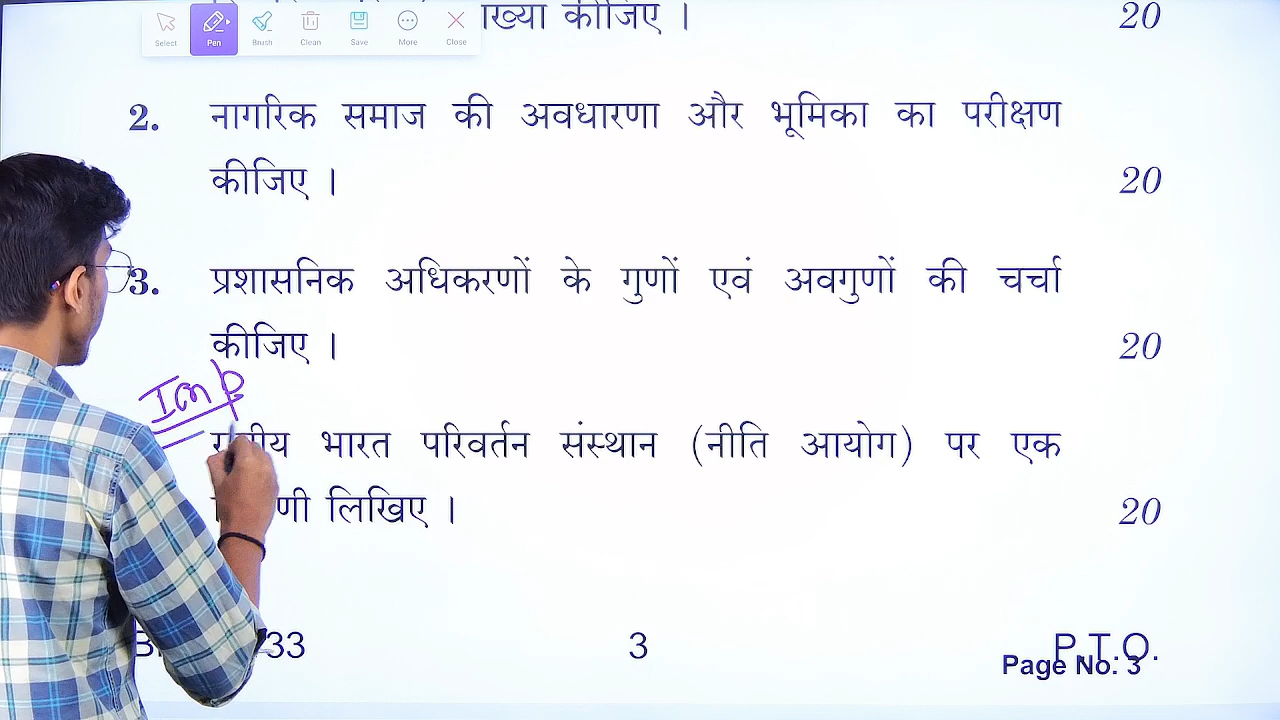 ाख्या कीजिए । 20
Select Pen Brush Clean Save More Close
2. नागरिक समाज की अवधारणा और भूमिका का परीक्षण
कीजिए । 20
3. प्रशासनिक अधिकरणों के गुणों एवं अवगुणों की चर्चा
कीजिए । 20
Imp
भारत परिवर्तन संस्थान (नीति आयोग) पर एक
लिखिए । 20
33 3 P.T.O.
Page No. 3